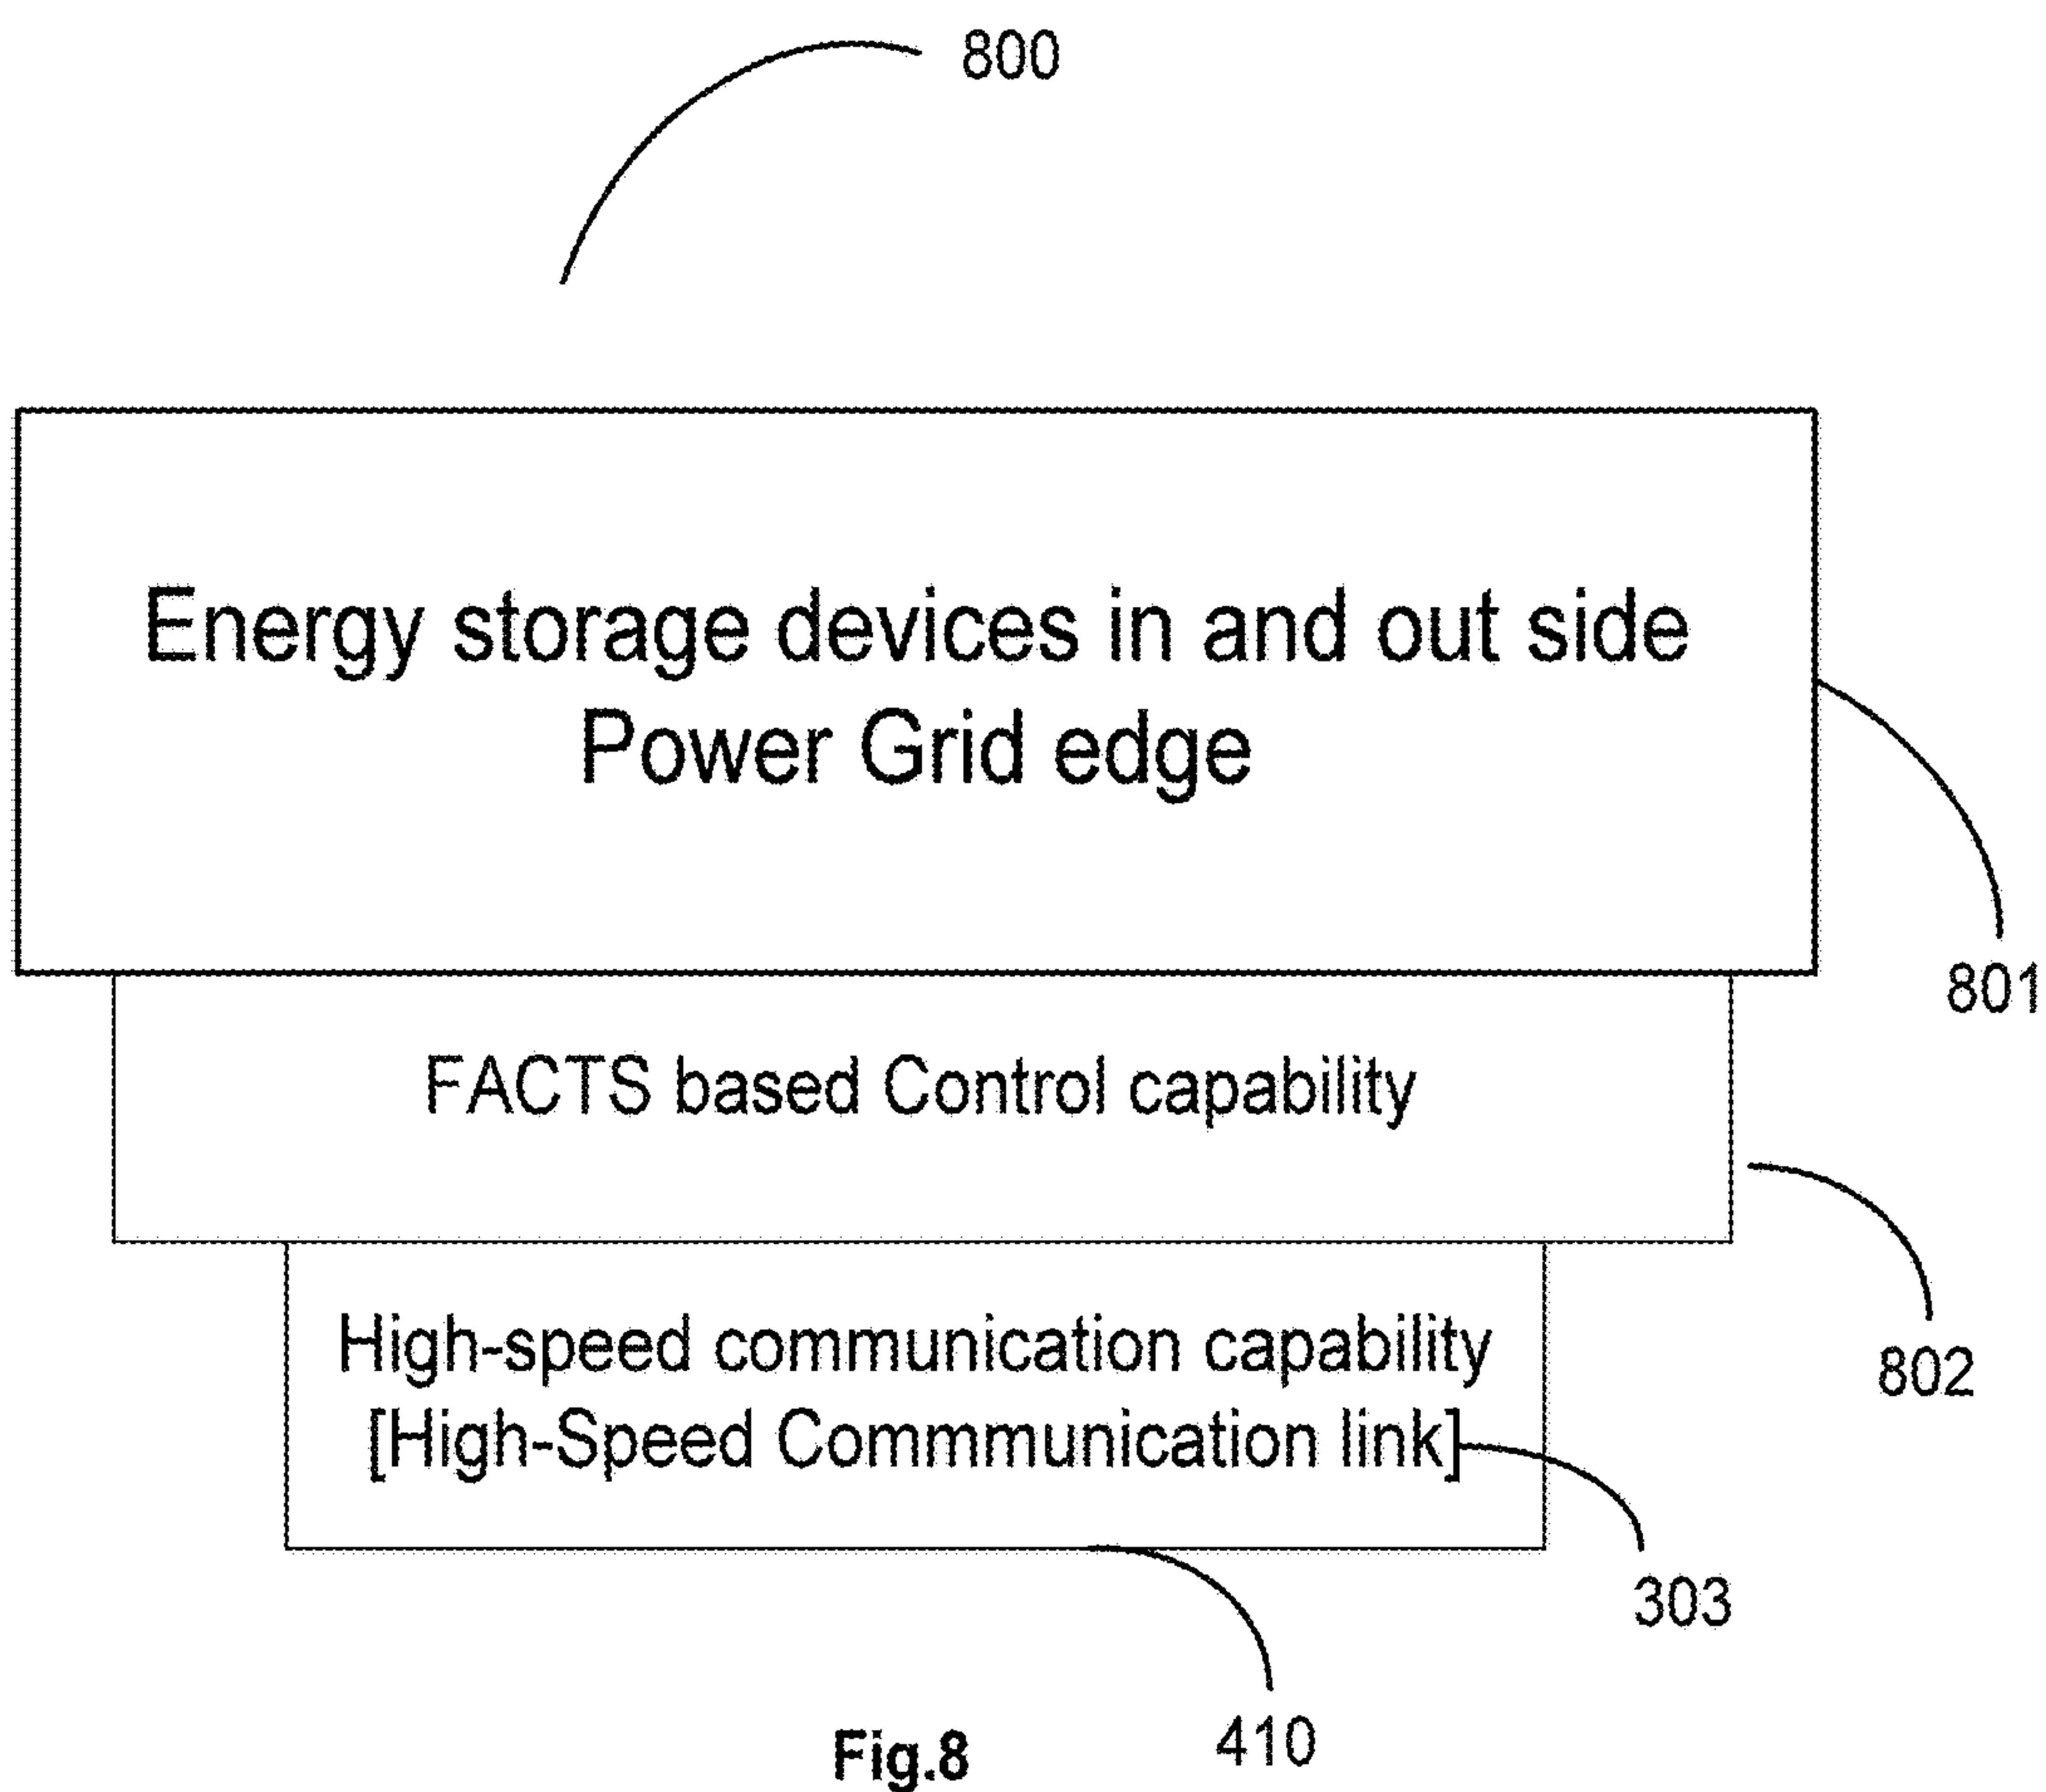 800
Energy storage devices in and out side
Power Grid edge
801
FACTS based Control capability
802
High-speed communication capability
[High-Speed Commmunication link]
303
410
Fig.8